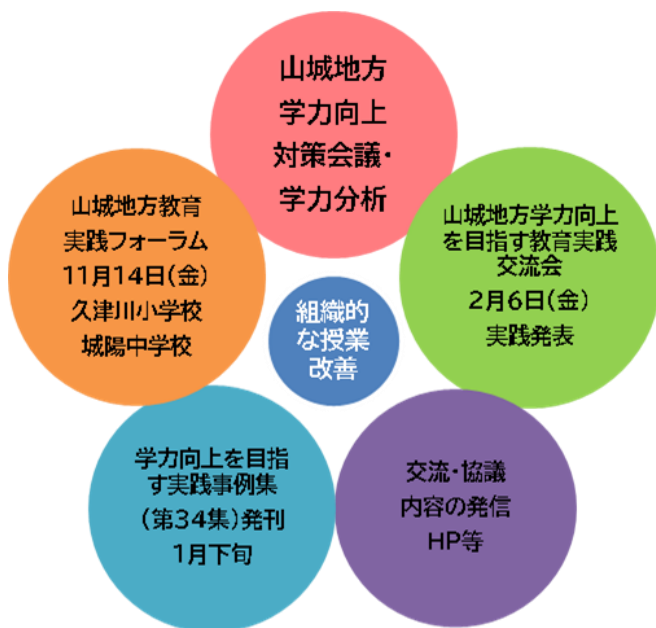 山城地方
学力向上
対策会議・
学力分析
山城地方教育
実践フォーラム
11月14日(金)
久津川小学校
城陽中学校
山城地方学力向上
を目指す教育実践
交流会
2月6日(金)
実践発表
組織的
な授業
改善
学力向上を目指
す実践事例集
(第34集)発刊
1月下旬
交流・協議
内容の発信
HP等